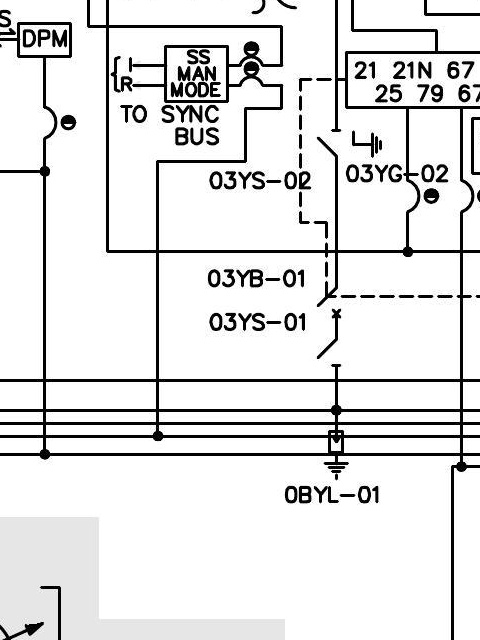 S
DPM
SS
MAN
MODE
I
R
TO SYNC
BUS
21 21N 67
25 79 67
03YS-02
03YG-02
03YB-01
03YS-01
0BYL-01